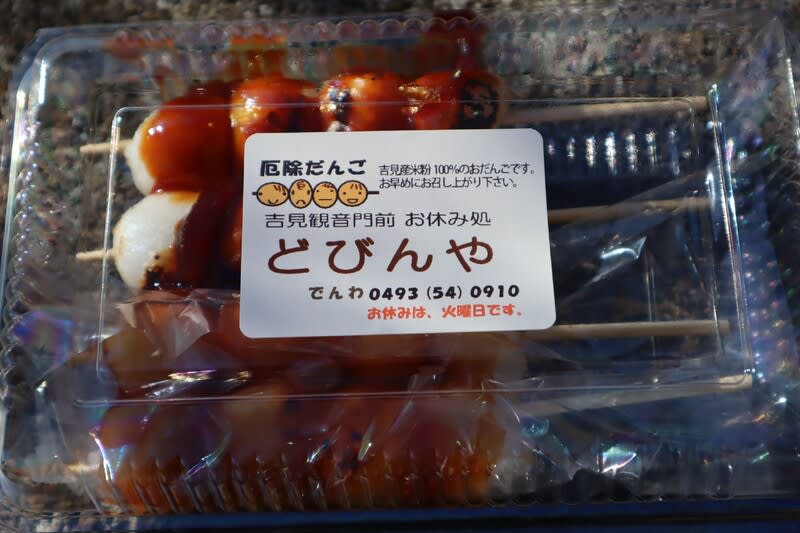 厄除だんご
吉見産米粉100%のおだんごです。
お早めにお召し上がり下さい。
吉見観音門前 お休み処
どびんや
でんわ 0493 (54) 0910
お休みは、火曜日です。